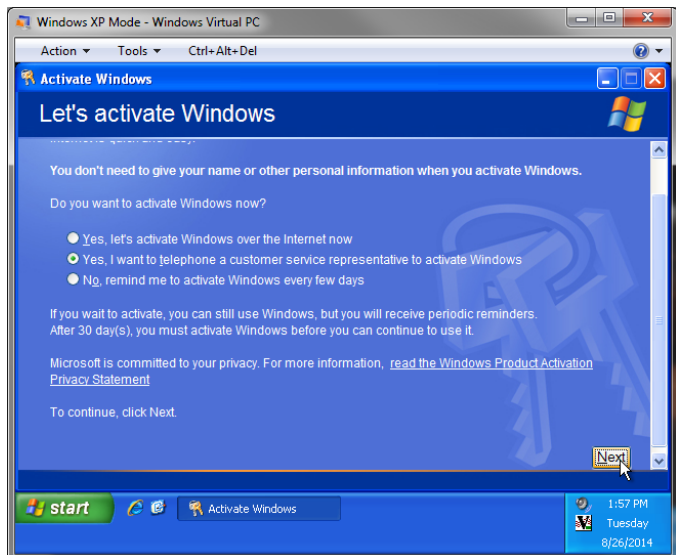 Windows XP Mode - Windows Virtual PC
Action Tools Ctrl+Alt+Del
Activate Windows
Let's activate Windows
You don't need to give your name or other personal information when you activate Windows.
Do you want to activate Windows now?
Yes, let's activate Windows over the Internet now
Yes, I want to telephone a customer service representative to activate Windows
No, remind me to activate Windows every few days
If you wait to activate, you can still use Windows, but you will receive periodic reminders.
After 30 day(s), you must activate Windows before you can continue to use it.
Microsoft is committed to your privacy. For more information, read the Windows Product Activation
Privacy Statement
To continue, click Next.
Next
start Activate Windows 1:57 PM
Tuesday
8/26/2014